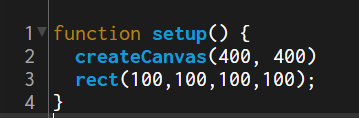 1 function setup() {
2 createCanvas(400, 400)
3 rect(100,100,100,100);
4 }